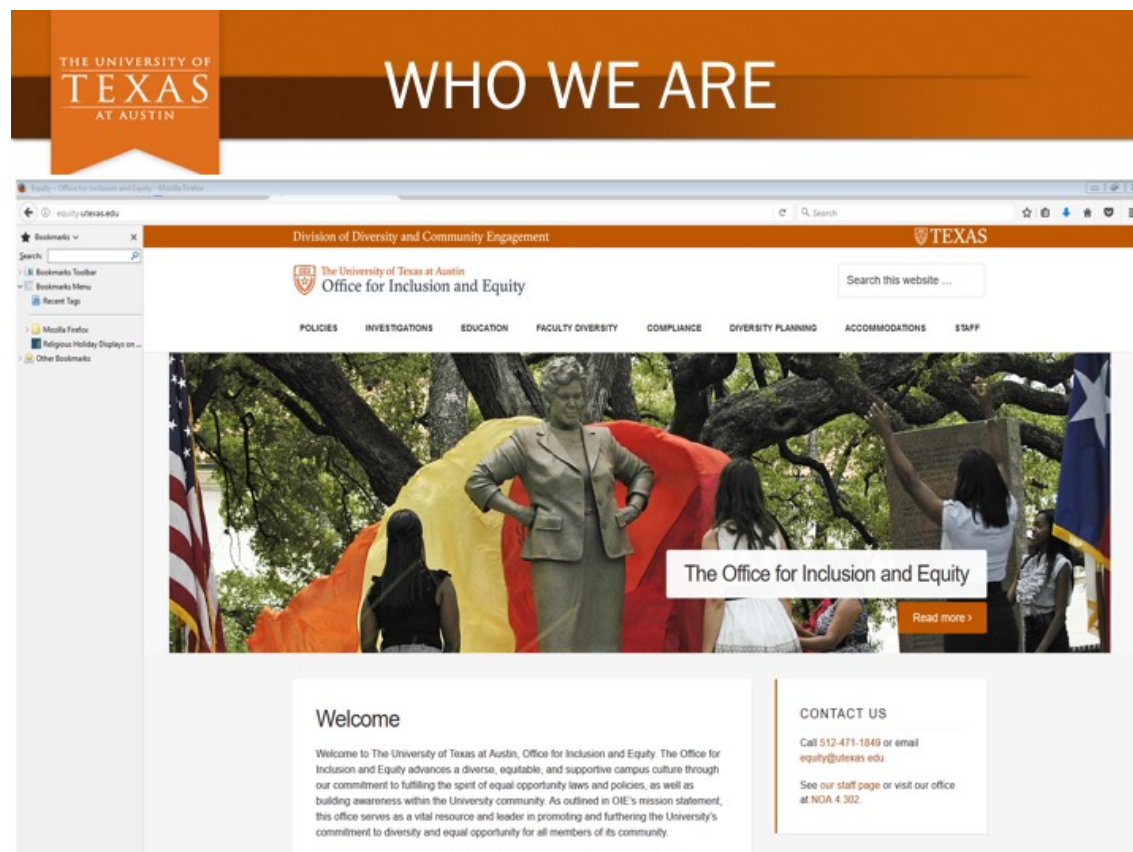 THE UNIVERSITY OF
TEXAS
AT AUSTIN
WHO WE ARE
Equity – Office for Inclusion and Equity - Mozilla Firefox
equity.utexas.edu
Search
Bookmarks
Search:
Bookmarks Toolbar
Bookmarks Menu
Recent Tags
Mozilla Firefox
Religious Holiday Displays on ...
Other Bookmarks
Division of Diversity and Community Engagement
TEXAS
The University of Texas at Austin
Office for Inclusion and Equity
Search this website ...
POLICIES INVESTIGATIONS EDUCATION FACULTY DIVERSITY COMPLIANCE DIVERSITY PLANNING ACCOMMODATIONS STAFF
The Office for Inclusion and Equity
Read more ›
Welcome
Welcome to The University of Texas at Austin, Office for Inclusion and Equity. The Office for
Inclusion and Equity advances a diverse, equitable, and supportive campus culture through
our commitment to fulfilling the spirit of equal opportunity laws and policies, as well as
building awareness within the University community. As outlined in OIE's mission statement,
this office serves as a vital resource and leader in promoting and furthering the University's
commitment to diversity and equal opportunity for all members of its community.
CONTACT US
Call 512-471-1849 or email
equity@utexas.edu.
See our staff page or visit our office
at NOA 4.302.